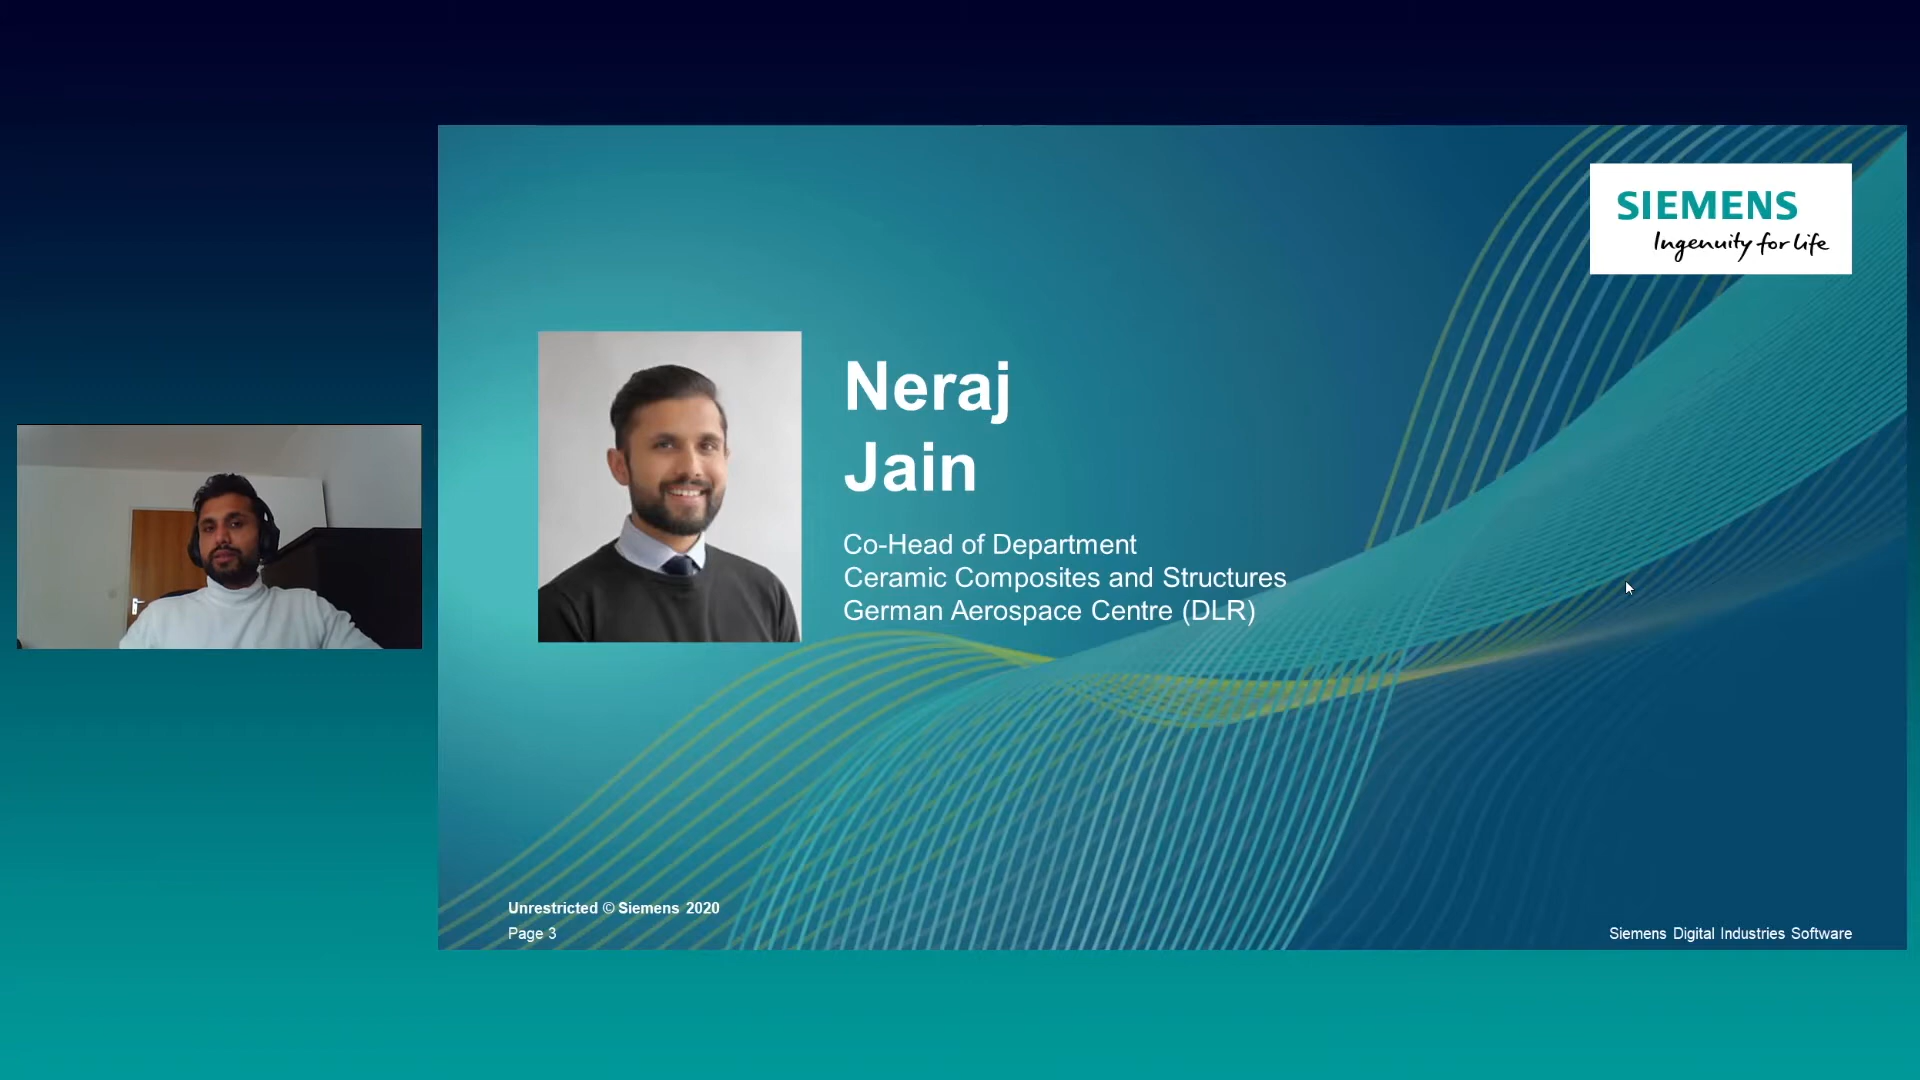 SIEMENS
Ingenuity for life
Neraj
Jain
Co-Head of Department
Ceramic Composites and Structures
German Aerospace Centre (DLR)
Unrestricted © Siemens 2020
Page 3
Siemens Digital Industries Software